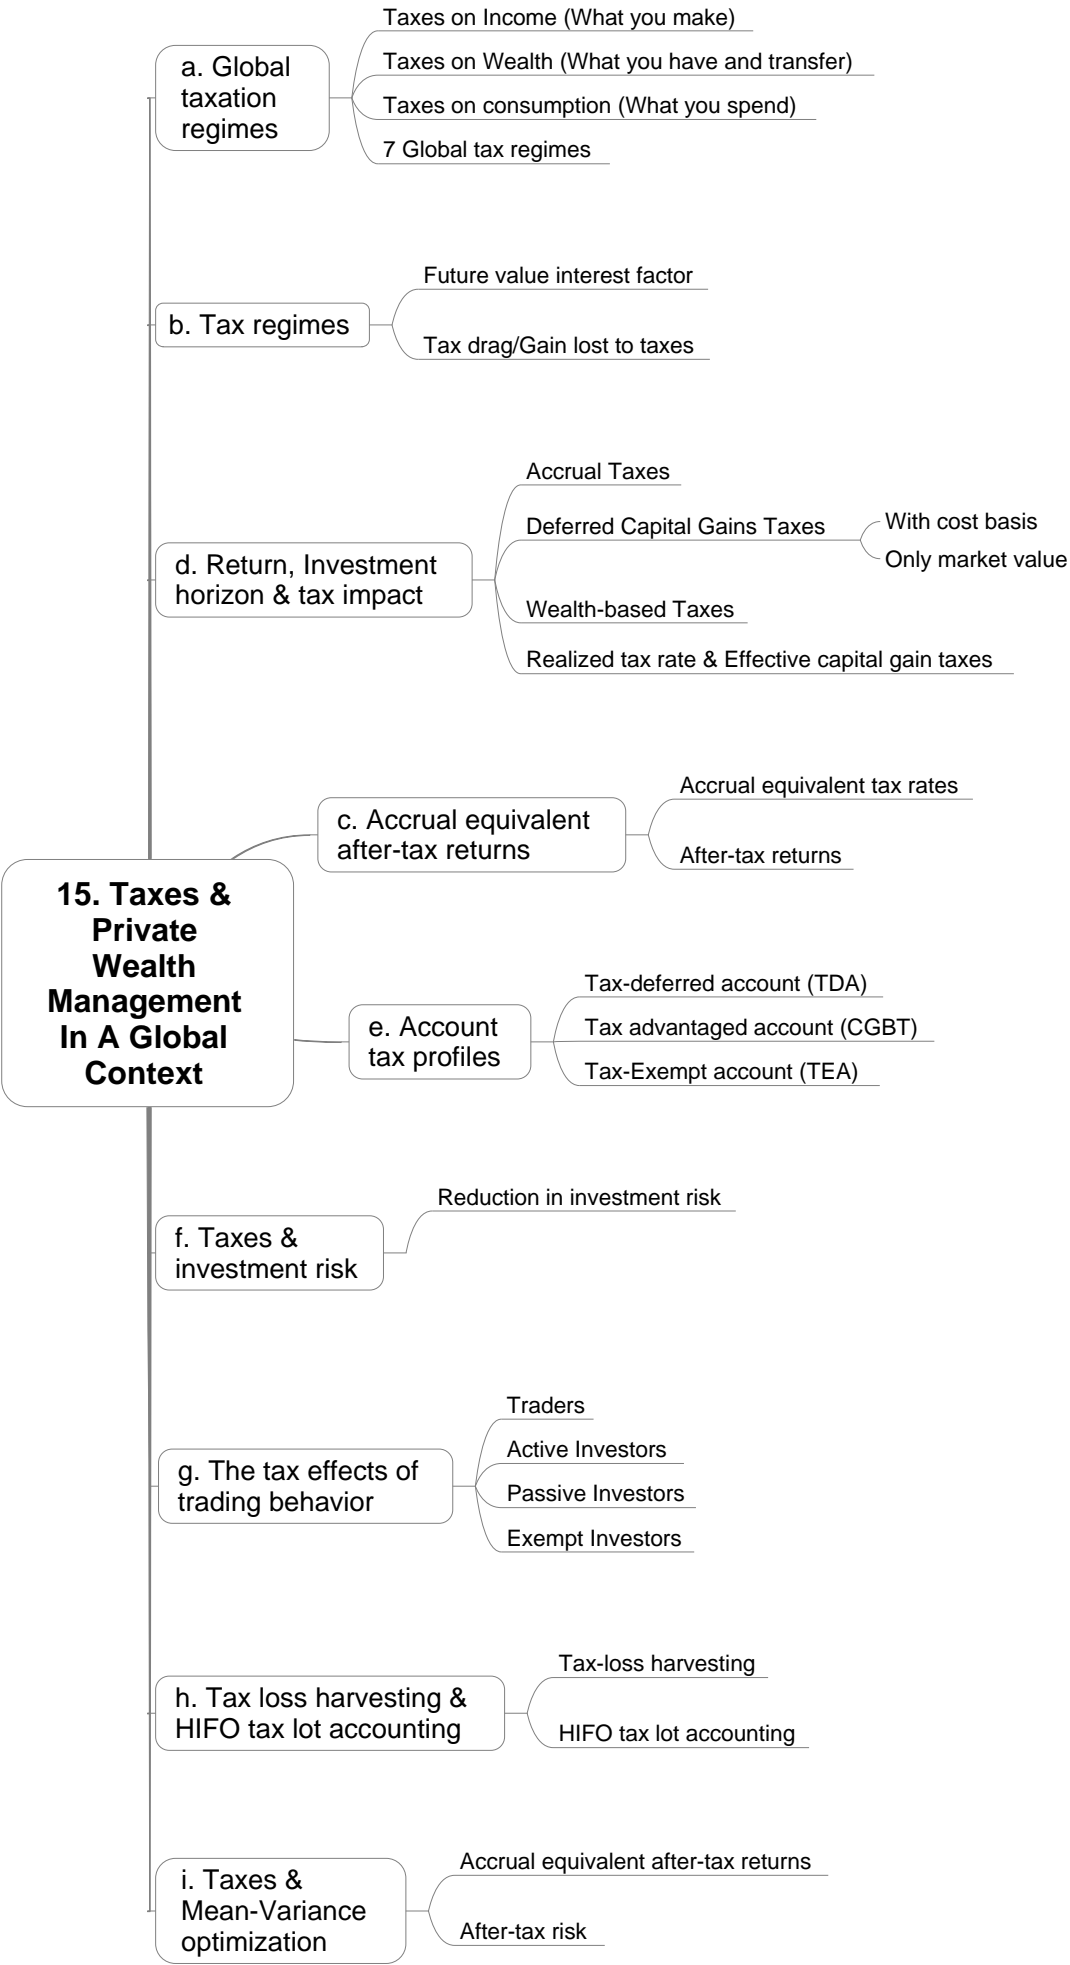 Taxes on Income (What you make)
a. Global
taxation
regimes
Taxes on Wealth (What you have and transfer)
Taxes on consumption (What you spend)
7 Global tax regimes
Future value interest factor
b. Tax regimes
Tax drag/Gain lost to taxes
Accrual Taxes
Deferred Capital Gains Taxes
With cost basis
Only market value
d. Return, Investment
horizon & tax impact
Wealth-based Taxes
Realized tax rate & Effective capital gain taxes
Accrual equivalent tax rates
c. Accrual equivalent
after-tax returns
After-tax returns
15. Taxes &
Private
Wealth
Management
In A Global
Context
Tax-deferred account (TDA)
e. Account
tax profiles
Tax advantaged account (CGBT)
Tax-Exempt account (TEA)
Reduction in investment risk
f. Taxes &
investment risk
Traders
g. The tax effects of
trading behavior
Active Investors
Passive Investors
Exempt Investors
Tax-loss harvesting
h. Tax loss harvesting &
HIFO tax lot accounting
HIFO tax lot accounting
Accrual equivalent after-tax returns
i. Taxes &
Mean-Variance
optimization
After-tax risk